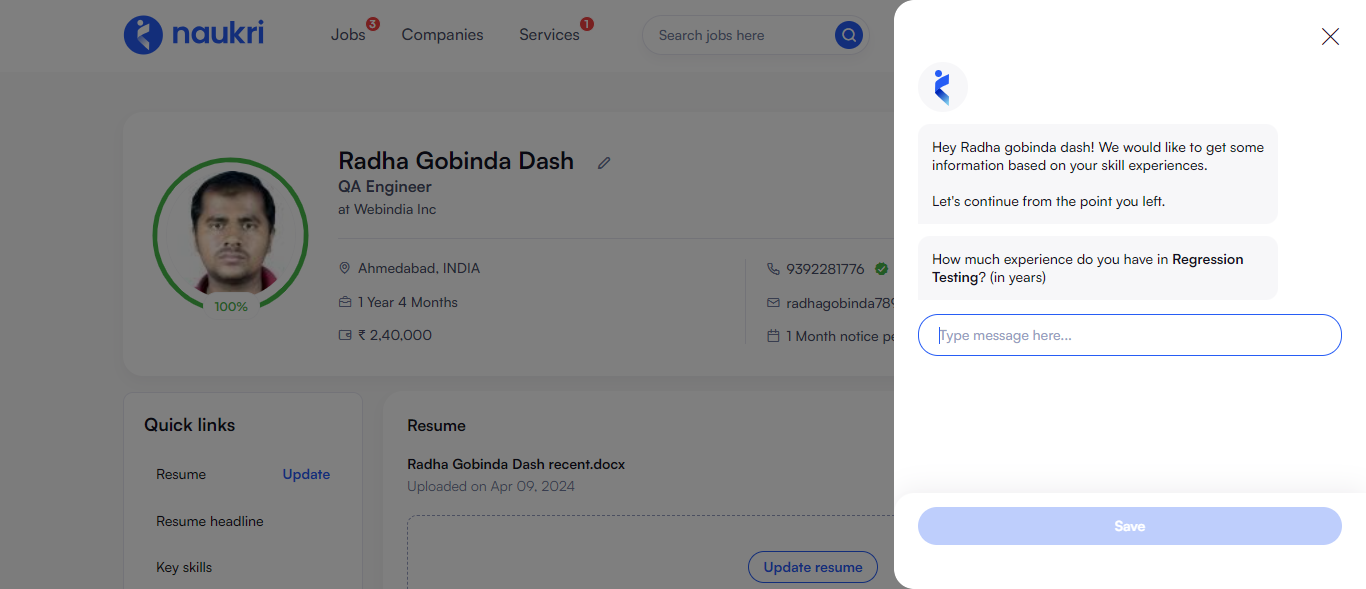 naukri
Jobs 3
Companies
Services 1
Search jobs here
Radha Gobinda Dash
QA Engineer
at Webindia Inc
100%
Ahmedabad, INDIA
1 Year 4 Months
₹ 2,40,000
9392281776
radhagobinda789
1 Month notice pe
Quick links
Resume Update
Resume headline
Key skills
Resume
Radha Gobinda Dash recent.docx
Uploaded on Apr 09, 2024
Update resume
Hey Radha gobinda dash! We would like to get some
information based on your skill experiences.
Let's continue from the point you left.
How much experience do you have in Regression
Testing? (in years)
Type message here...
Save